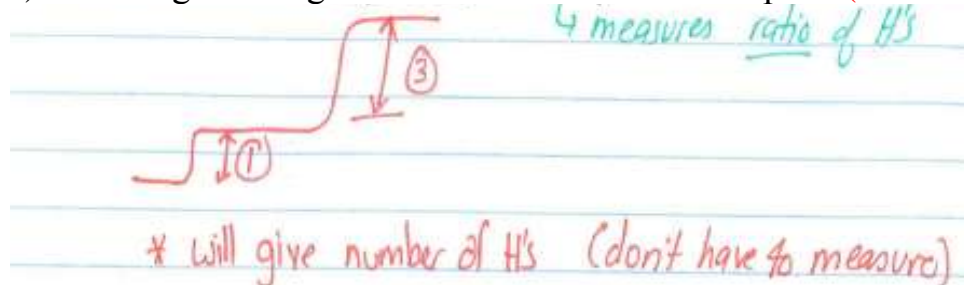 ↳ measures ratio of H's
③
①
* will give number of H's (don't have to measure)